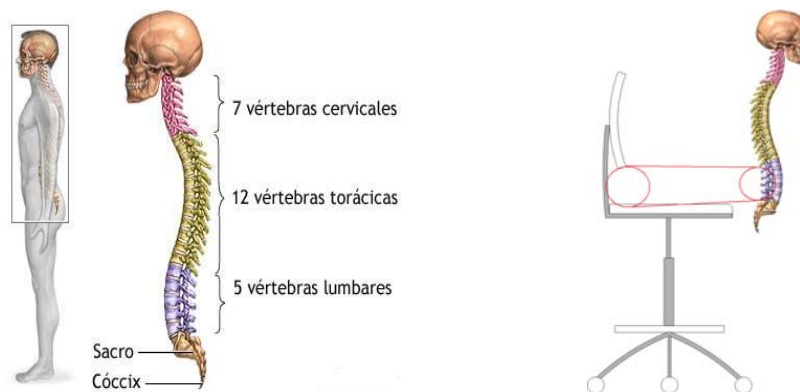 7 vértebras cervicales
12 vértebras torácicas
5 vértebras lumbares
Sacro
Cóccix